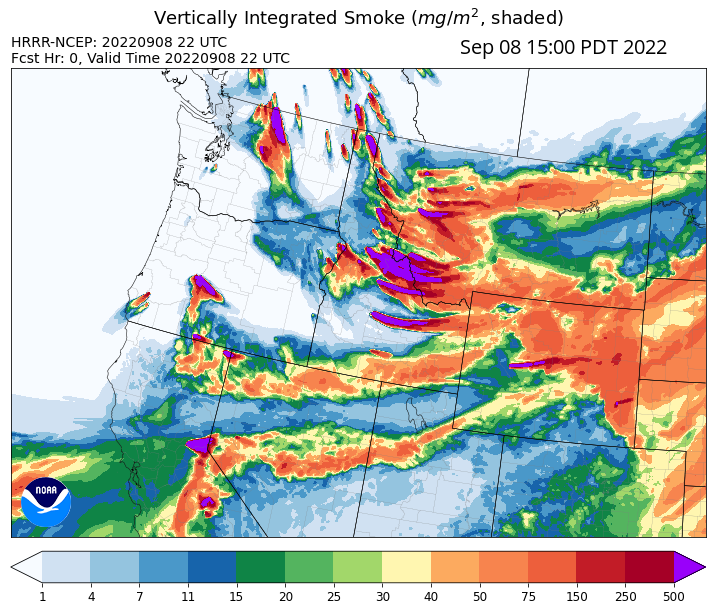 Vertically Integrated Smoke (mg/m², shaded)
HRRR-NCEP: 20220908 22 UTC
Fcst Hr: 0, Valid Time 20220908 22 UTC
Sep 08 15:00 PDT 2022
NOAA
1 4 7 11 15 20 25 30 40 50 75 150 250 500